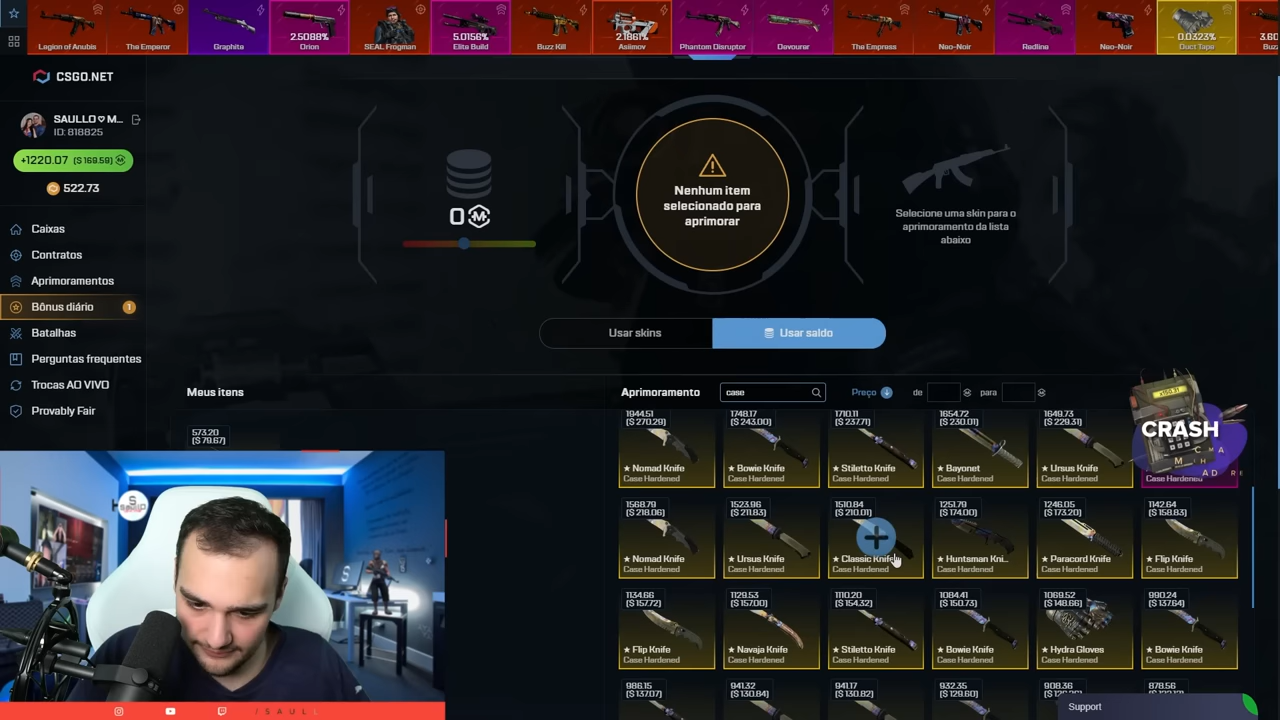 Legion of Anubis
The Emperor
Graphite
2.5088%
Orion
SEAL Frogman
5.0156%
Elite Build
Buzz Kill
2.1861%
Asiimov
Phantom Disruptor
Devourer
The Empress
Neo-Noir
Redline
Neo-Noir
0.0323%
Duct Tape
3.60
CSGO.NET
SAULLO ♡ M...
ID: 818825
+1220.07 ($ 169.59)
522.73
Caixas
Contratos
Aprimoramentos
Bônus diário 1
Batalhas
Perguntas frequentes
Trocas AO VIVO
Provably Fair
0
Nenhum item
selecionado para
aprimorar
Selecione uma skin para o
aprimoramento da lista
abaixo
Usar skins
Usar saldo
Meus itens
573.20
($ 79.67)
Aprimoramento
case
Preço
de
para
1944.51
($ 270.29)
★ Nomad Knife
Case Hardened
1748.17
($ 243.00)
★ Bowie Knife
Case Hardened
1710.11
($ 237.71)
★ Stiletto Knife
Case Hardened
1654.72
($ 230.01)
★ Bayonet
Case Hardened
1649.73
($ 229.31)
★ Ursus Knife
Case Hardened
Case Hardened
CRASH
1568.79
($ 218.06)
★ Nomad Knife
Case Hardened
1523.96
($ 211.83)
★ Ursus Knife
Case Hardened
1510.84
($ 210.01)
★ Classic Knife
Case Hardened
1251.79
($ 174.00)
★ Huntsman Kni...
Case Hardened
1246.05
($ 173.20)
★ Paracord Knife
Case Hardened
1142.64
($ 158.83)
★ Flip Knife
Case Hardened
1134.66
($ 157.72)
★ Flip Knife
Case Hardened
1129.53
($ 157.00)
★ Navaja Knife
Case Hardened
1110.20
($ 154.32)
★ Stiletto Knife
Case Hardened
1084.41
($ 150.73)
★ Bowie Knife
Case Hardened
1069.52
($ 148.66)
★ Hydra Gloves
Case Hardened
990.24
($ 137.64)
★ Bowie Knife
Case Hardened
986.15
($ 137.07)
941.32
($ 130.84)
941.17
($ 130.82)
932.35
($ 129.60)
908.36
878.56
Support
/ S A U L